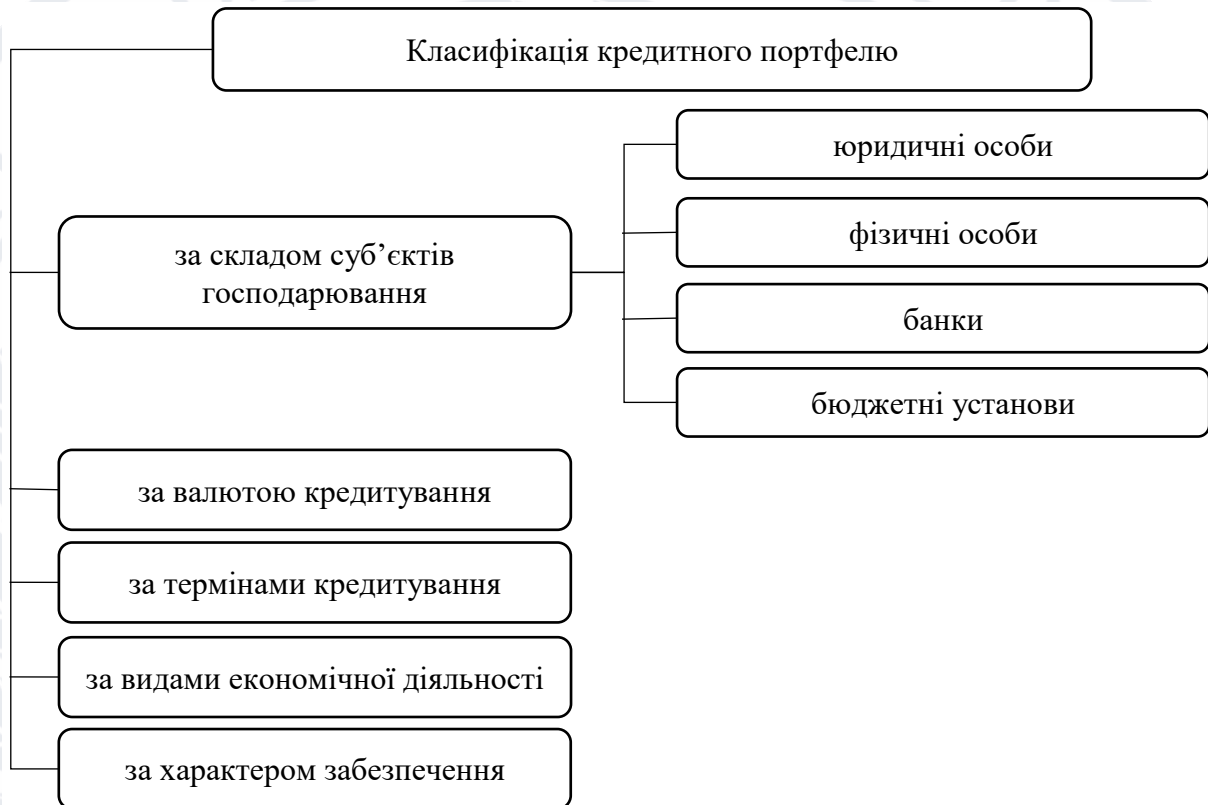 Класифікація кредитного портфелю
юридичні особи
за складом суб’єктів
господарювання
фізичні особи
банки
бюджетні установи
за валютою кредитування
за термінами кредитування
за видами економічної діяльності
за характером забезпечення